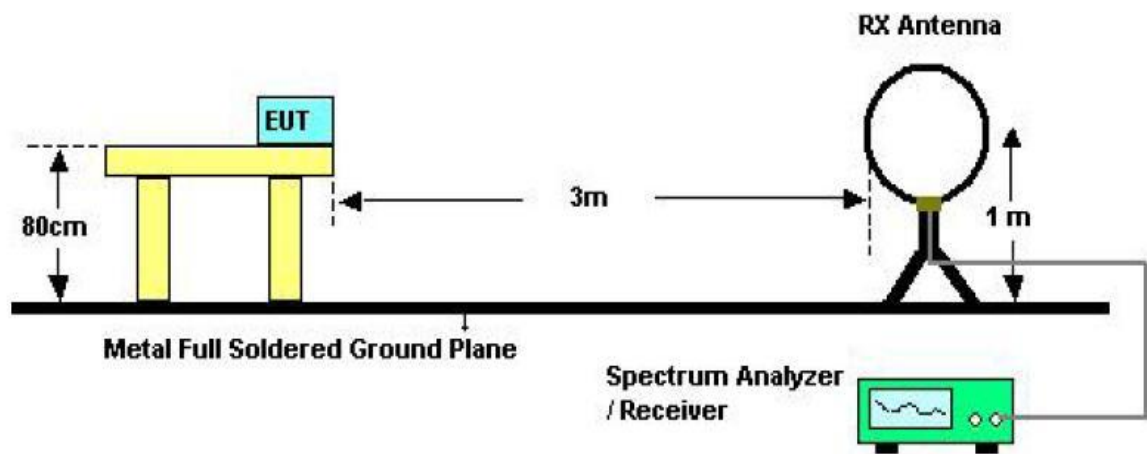 RX Antenna
EUT
80cm
3m
1 m
Metal Full Soldered Ground Plane
Spectrum Analyzer
/ Receiver